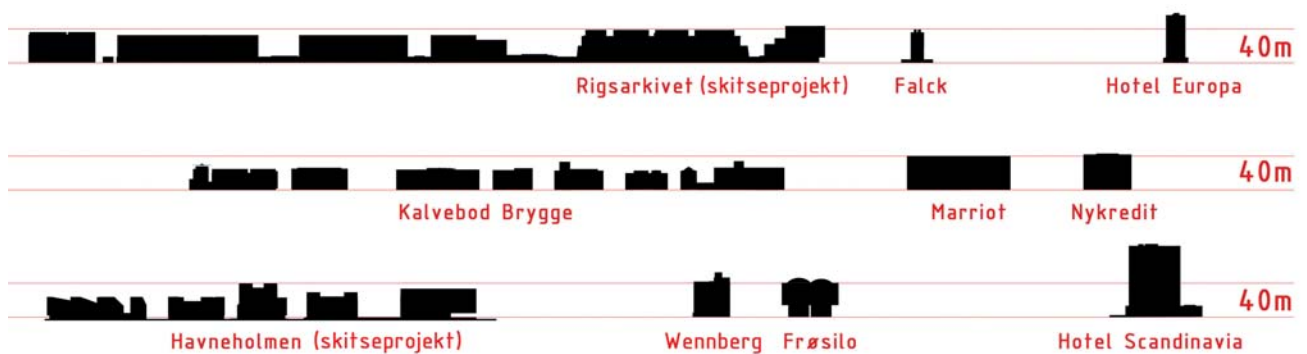 40m
Rigsarkivet (skitseprojekt) Falck Hotel Europa
40m
Kalvebod Brygge Marriot Nykredit
40m
Havneholmen (skitseprojekt) Wennberg Frøsilo Hotel Scandinavia